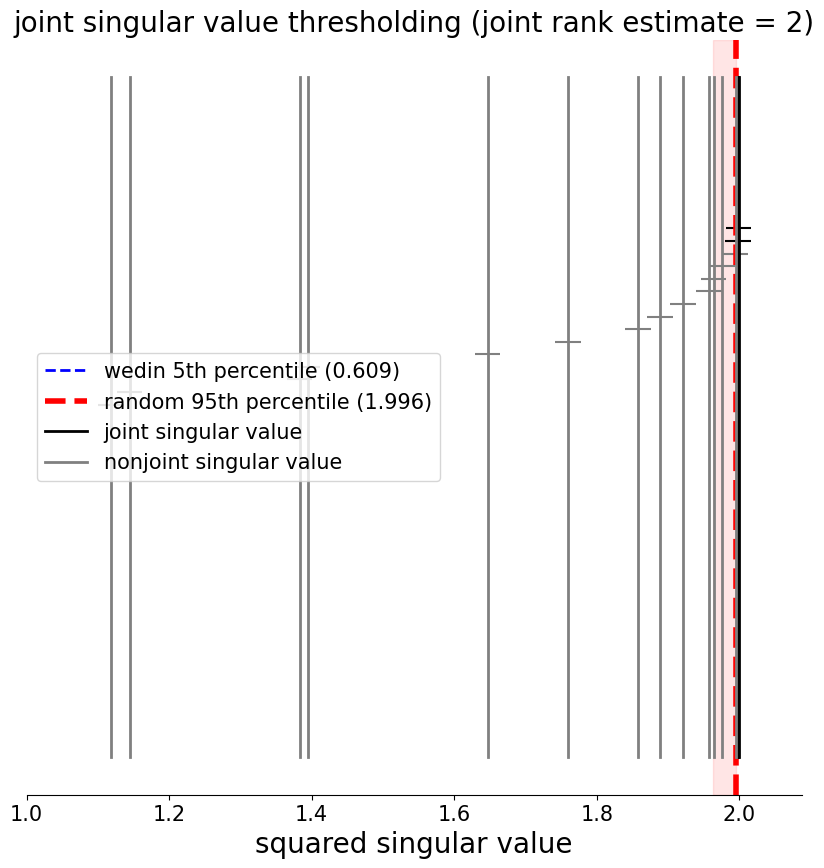 joint singular value thresholding (joint rank estimate = 2)
wedin 5th percentile (0.609)
random 95th percentile (1.996)
joint singular value
nonjoint singular value
1.0 1.2 1.4 1.6 1.8 2.0
squared singular value